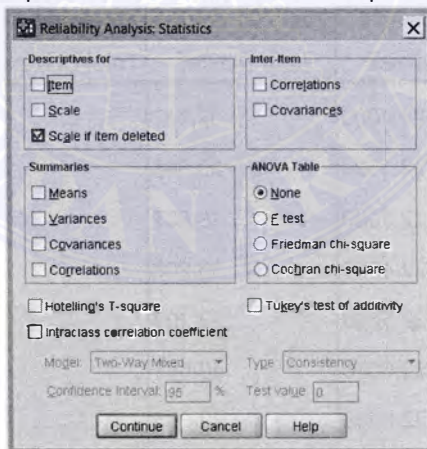 Reliability Analysis: Statistics
Descriptives for
Item
Scale
Scale if item deleted
Inter-Item
Correlations
Covariances
Summaries
Means
Variances
Covariances
Correlations
ANOVA Table
None
F test
Friedman chi-square
Cochran chi-square
Hotelling's T-square
Tukey's test of additivity
Intraclass correlation coefficient
Model: Two-Way Mixed
Type: Consistency
Confidence interval: 95 %
Test value: 0
Continue
Cancel
Help